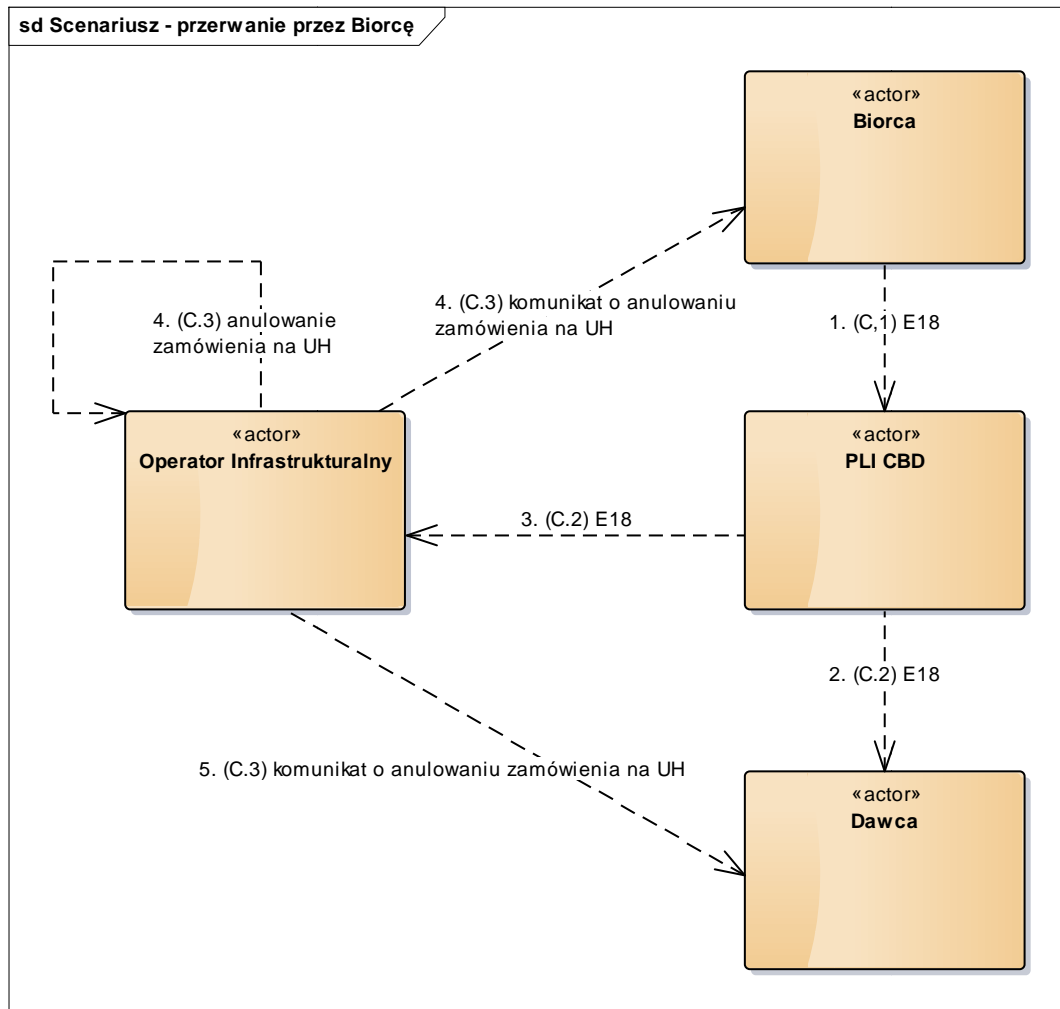 sd Scenariusz - przerwanie przez Biorcę
«actor»
Biorca
4. (C.3) anulowanie
zamówienia na UH
4. (C.3) komunikat o anulowaniu
zamówienia na UH
1. (C,1) E18
«actor»
Operator Infrastrukturalny
«actor»
PLI CBD
3. (C.2) E18
2. (C.2) E18
5. (C.3) komunikat o anulowaniu zamówienia na UH
«actor»
Dawca